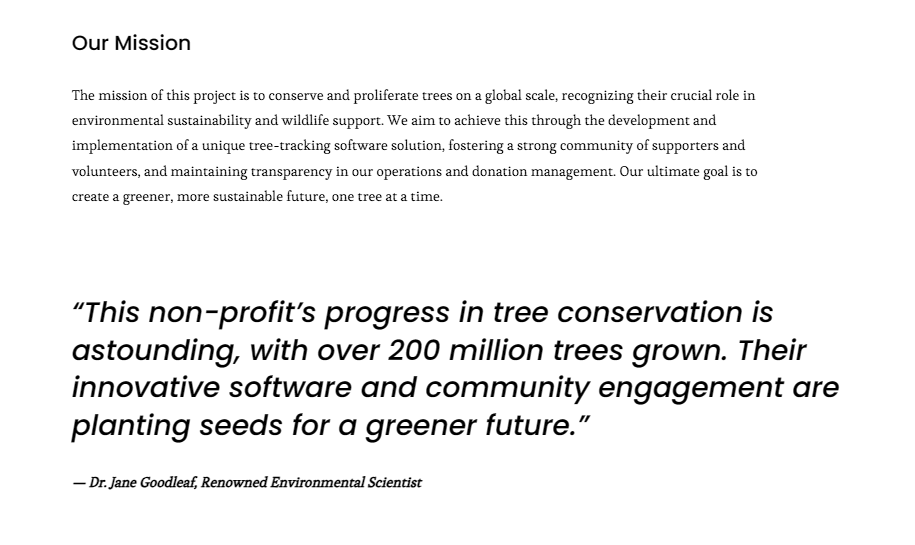 Our Mission
The mission of this project is to conserve and proliferate trees on a global scale, recognizing their crucial role in
environmental sustainability and wildlife support. We aim to achieve this through the development and
implementation of a unique tree-tracking software solution, fostering a strong community of supporters and
volunteers, and maintaining transparency in our operations and donation management. Our ultimate goal is to
create a greener, more sustainable future, one tree at a time.
“This non-profit’s progress in tree conservation is
astounding, with over 200 million trees grown. Their
innovative software and community engagement are
planting seeds for a greener future.”
— Dr. Jane Goodleaf, Renowned Environmental Scientist